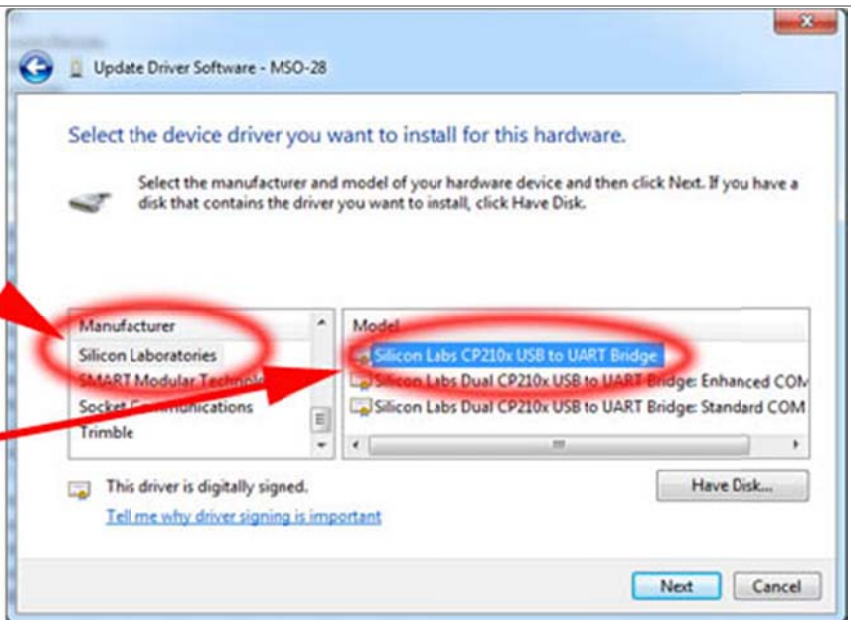 Update Driver Software - MSO-28
Select the device driver you want to install for this hardware.
Select the manufacturer and model of your hardware device and then click Next. If you have a
disk that contains the driver you want to install, click Have Disk.
Manufacturer
Silicon Laboratories
SMART Modular
Socket
Trimble
Model
Silicon Labs CP210x USB to UART Bridge
Silicon Labs Dual CP210x USB to UART Bridge: Enhanced COM
Silicon Labs Dual CP210x USB to UART Bridge: Standard COM
This driver is digitally signed.
Have Disk...
Tell me why driver signing is important
Next
Cancel